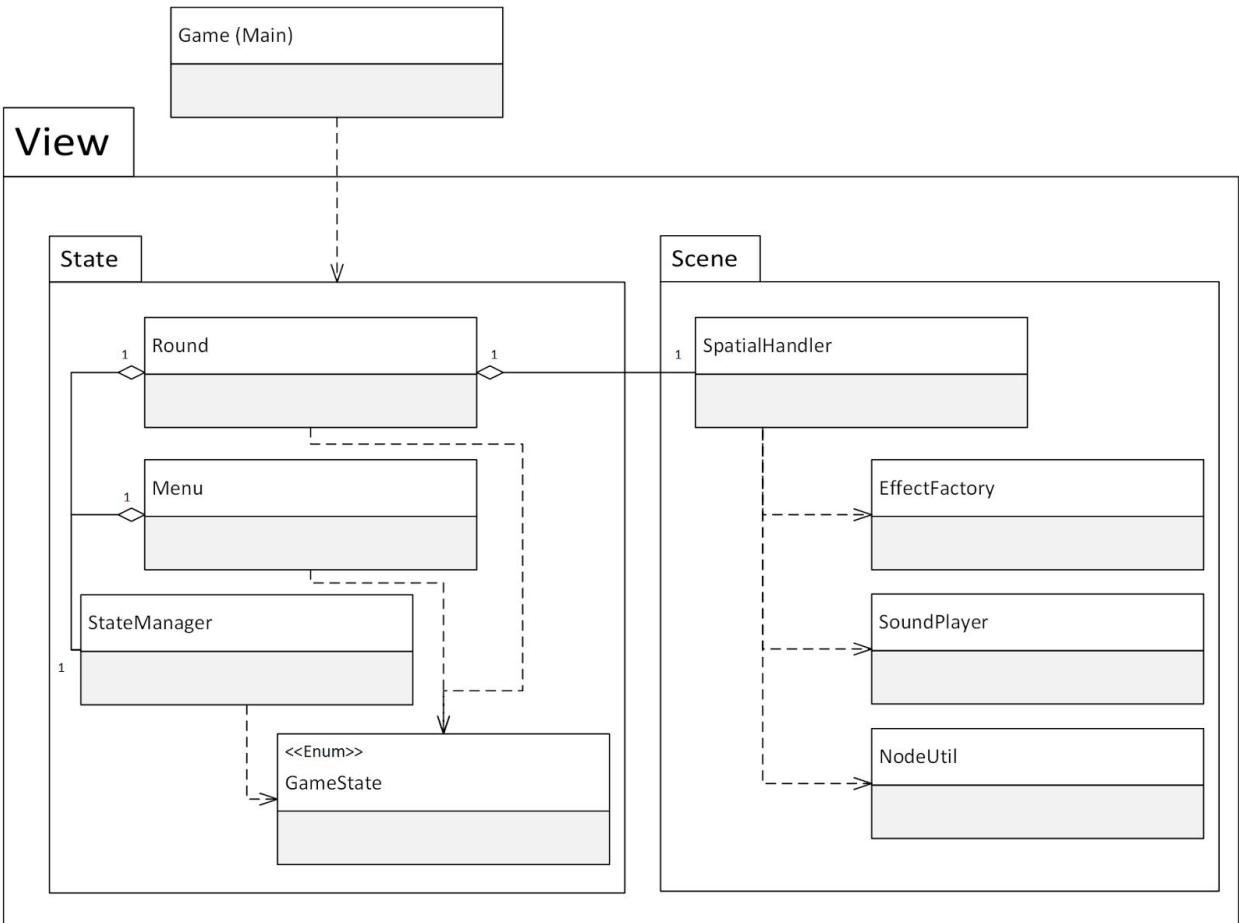 Game (Main)
View
State
Scene
Round
SpatialHandler
1
1
1
Menu
EffectFactory
1
StateManager
SoundPlayer
1
<<Enum>>
GameState
NodeUtil